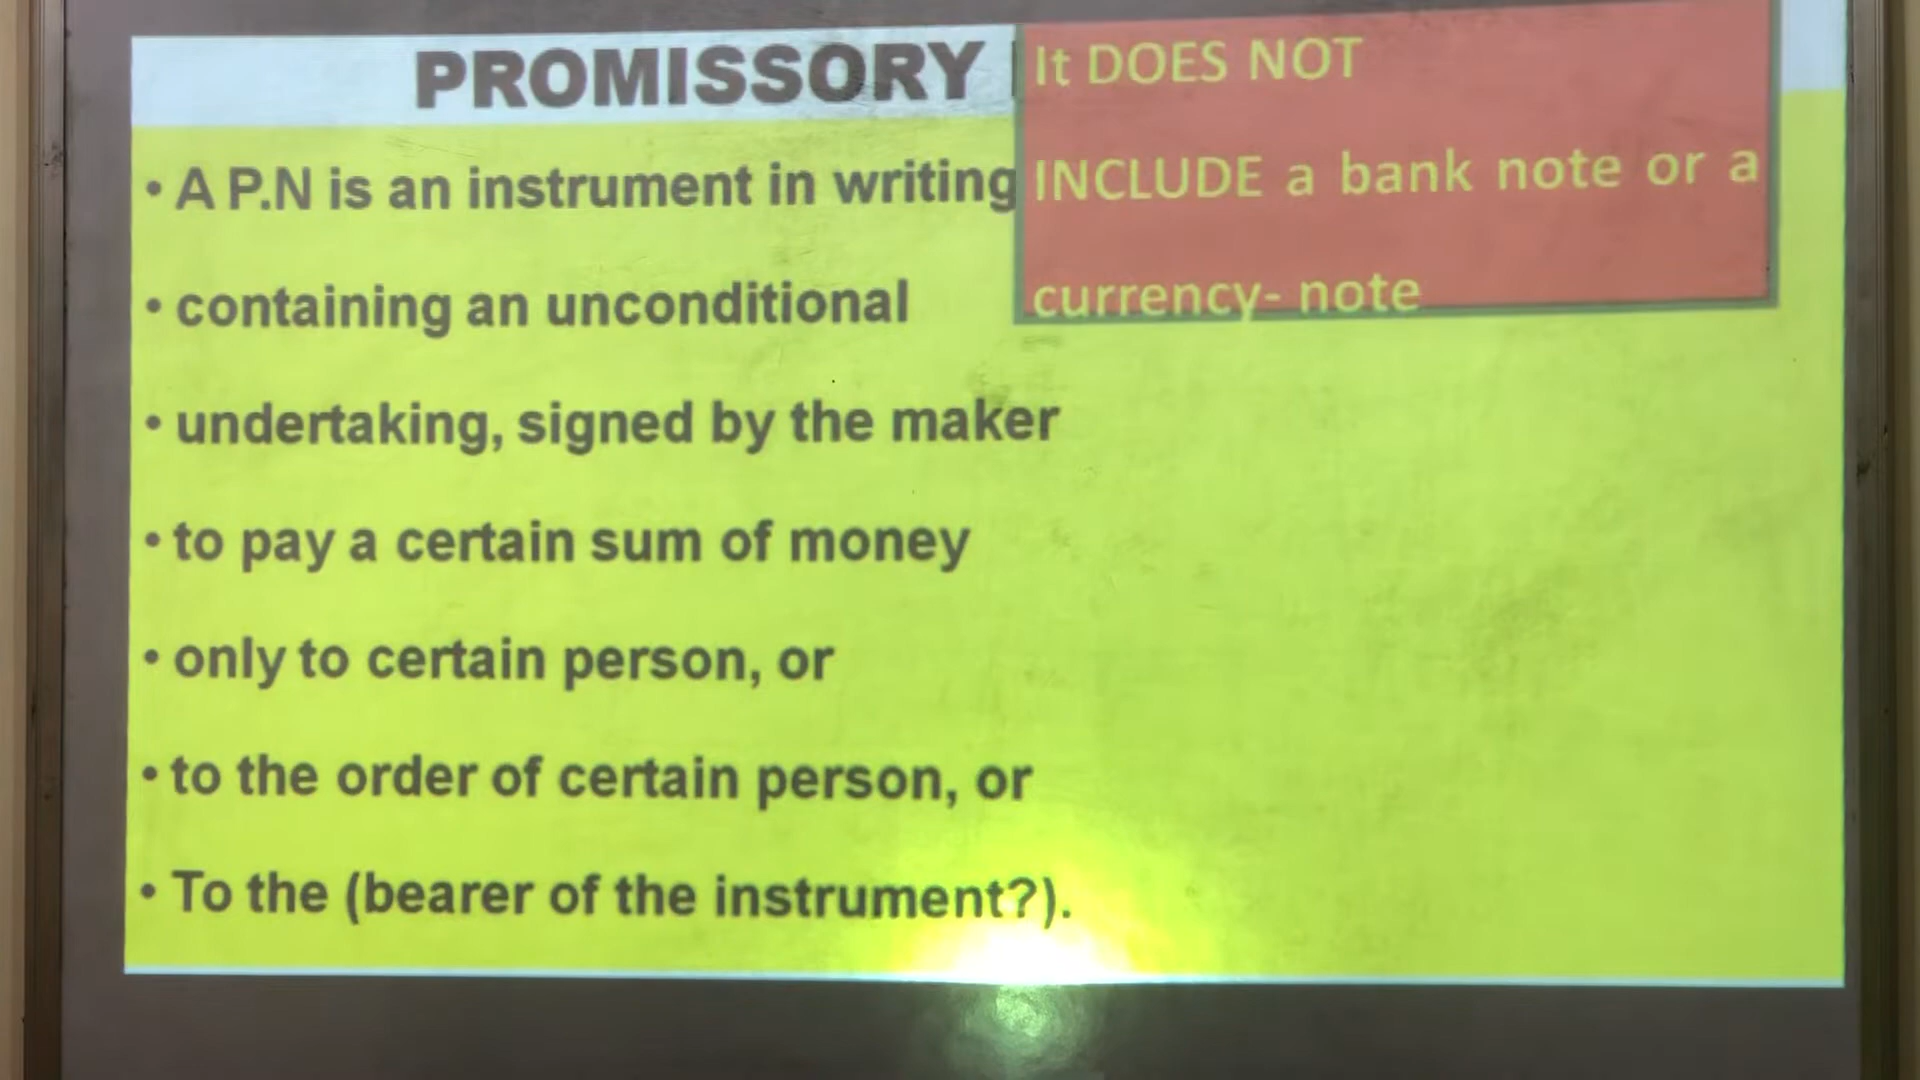 PROMISSORY
It DOES NOT
INCLUDE a bank note or a
currency- note
• A P.N is an instrument in writing
• containing an unconditional
• undertaking, signed by the maker
• to pay a certain sum of money
• only to certain person, or
• to the order of certain person, or
• To the (bearer of the instrument?).